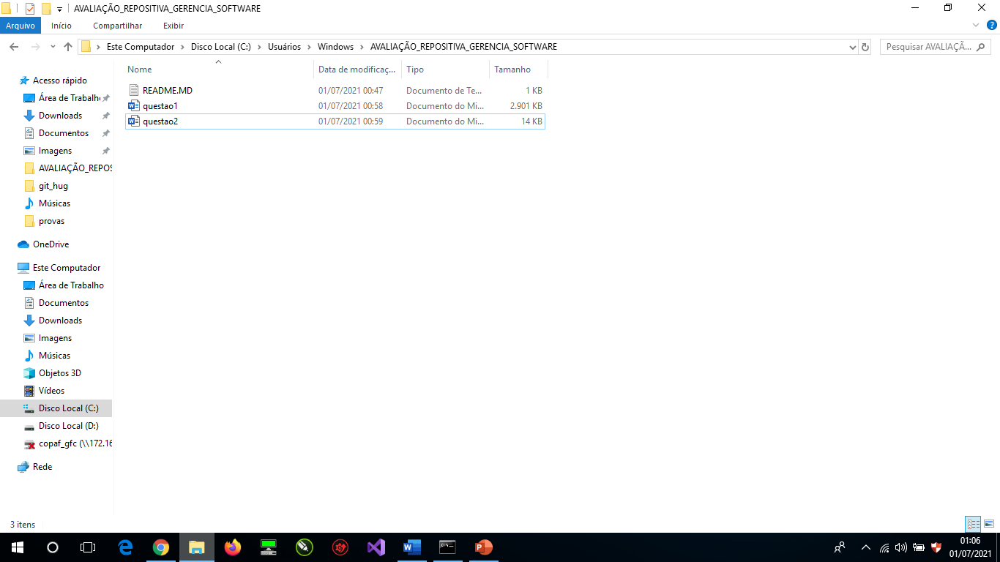 AVALIAÇÃO_REPOSITIVA_GERENCIA_SOFTWARE
Arquivo Início Compartilhar Exibir
Este Computador Disco Local (C:) Usuários Windows AVALIAÇÃO_REPOSITIVA_GERENCIA_SOFTWARE
Pesquisar AVALIAÇÃ...
Nome Data de modificaç... Tipo Tamanho
README.MD 01/07/2021 00:47 Documento de Te... 1 KB
questao1 01/07/2021 00:58 Documento do Mi... 2.901 KB
questao2 01/07/2021 00:59 Documento do Mi... 14 KB
Acesso rápido
Área de Trabalh
Downloads
Documentos
Imagens
AVALIAÇÃO_REPOS
git_hug
Músicas
provas
OneDrive
Este Computador
Área de Trabalho
Documentos
Downloads
Imagens
Músicas
Objetos 3D
Vídeos
Disco Local (C:)
Disco Local (D:)
copaf_gfc (\\172.16
Rede
3 itens
01:06
01/07/2021